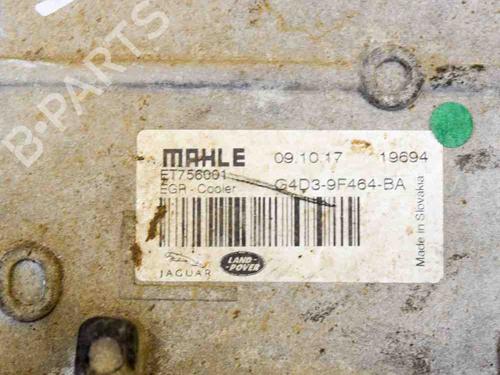 B-PARTS
MAHLE 09.10.17 19694
ET756001
EGR - Cooler G4D3-9F464-BA
JAGUAR
LAND-
ROVER
Made in Slovakia